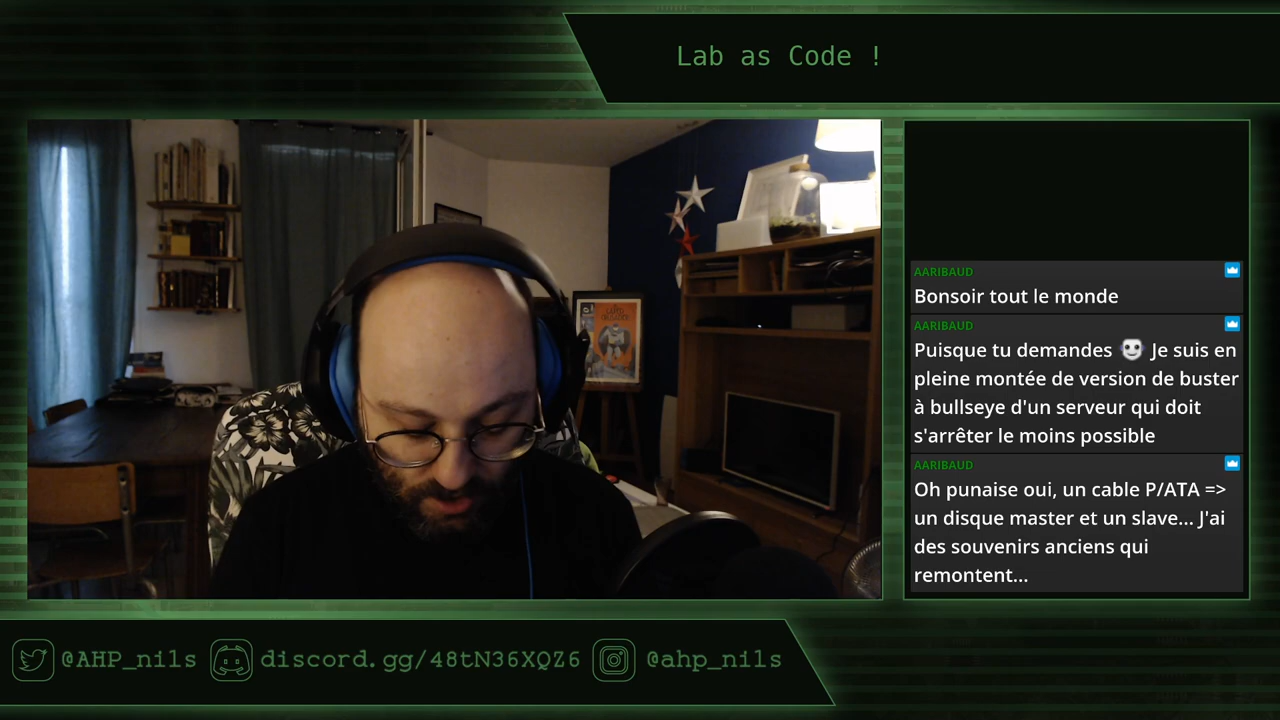 Lab as Code !
AARIBAUD
Bonsoir tout le monde
AARIBAUD
Puisque tu demandes Je suis en
pleine montée de version de buster
à bullseye d'un serveur qui doit
s'arrêter le moins possible
AARIBAUD
Oh punaise oui, un cable P/ATA =>
un disque master et un slave... J'ai
des souvenirs anciens qui
remontent...
@AHP_nils
discord.gg/48tN36XQZ6
@ahp_nils